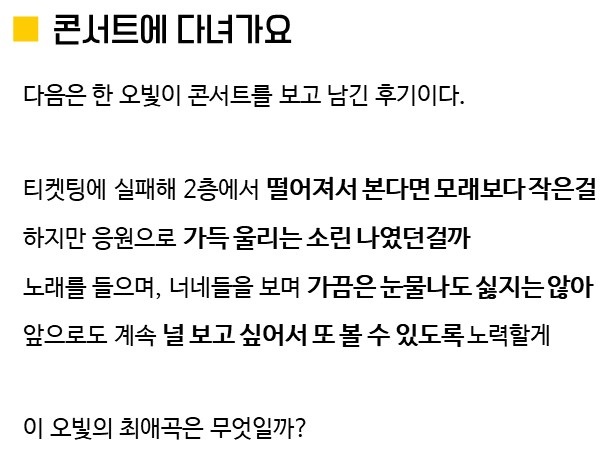 콘서트에 다녀가요
다음은 한 오빛이 콘서트를 보고 남긴 후기이다.
티켓팅에 실패해 2층에서 떨어져서 본다면 모래보다 작은걸
하지만 응원으로 가득 울리는 소린 나였던걸까
노래를 들으며, 너네들을 보며 가끔은 눈물나도 싫지는 않아
앞으로도 계속 널 보고 싶어서 또 볼 수 있도록 노력할게
이 오빛의 최애곡은 무엇일까?